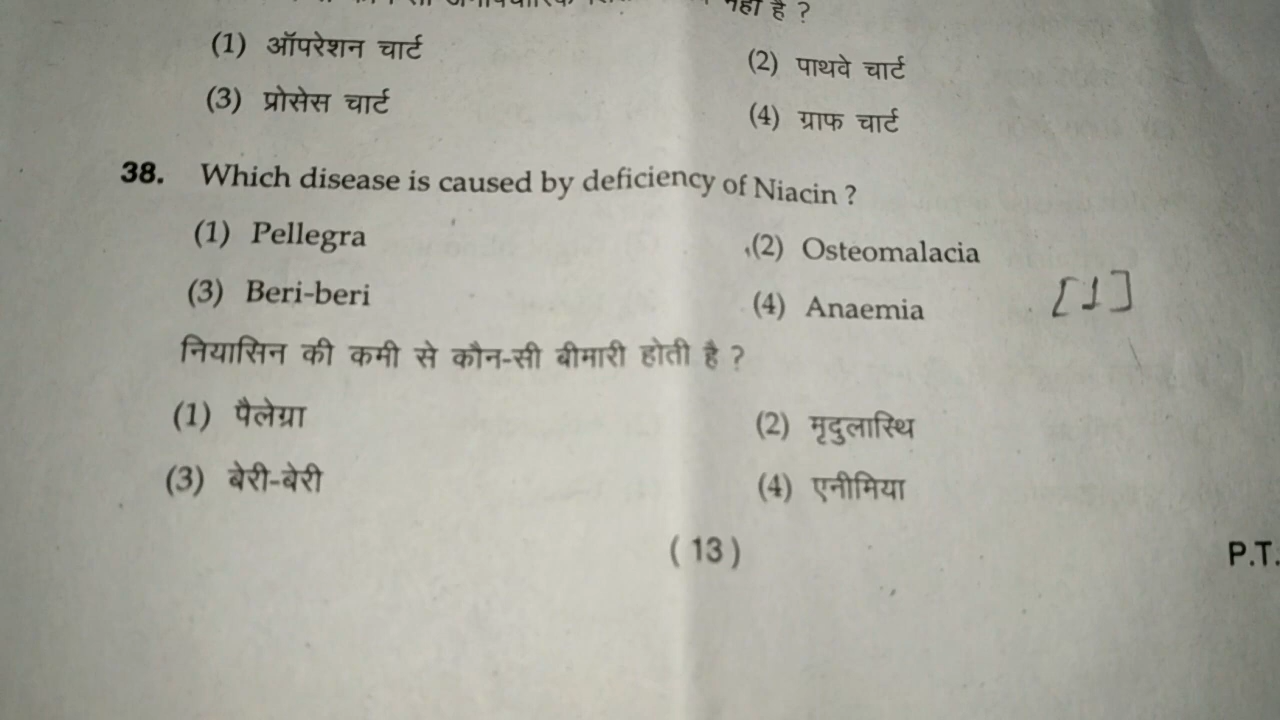 नहीं है ?
(1) ऑपरेशन चार्ट (2) पाथवे चार्ट
(3) प्रोसेस चार्ट (4) ग्राफ चार्ट
38. Which disease is caused by deficiency of Niacin ?
(1) Pellegra (2) Osteomalacia
(3) Beri-beri (4) Anaemia [1]
नियासिन की कमी से कौन-सी बीमारी होती है ?
(1) पैलेग्रा (2) मृदुलास्थि
(3) बेरी-बेरी (4) एनीमिया
( 13 ) P.T.